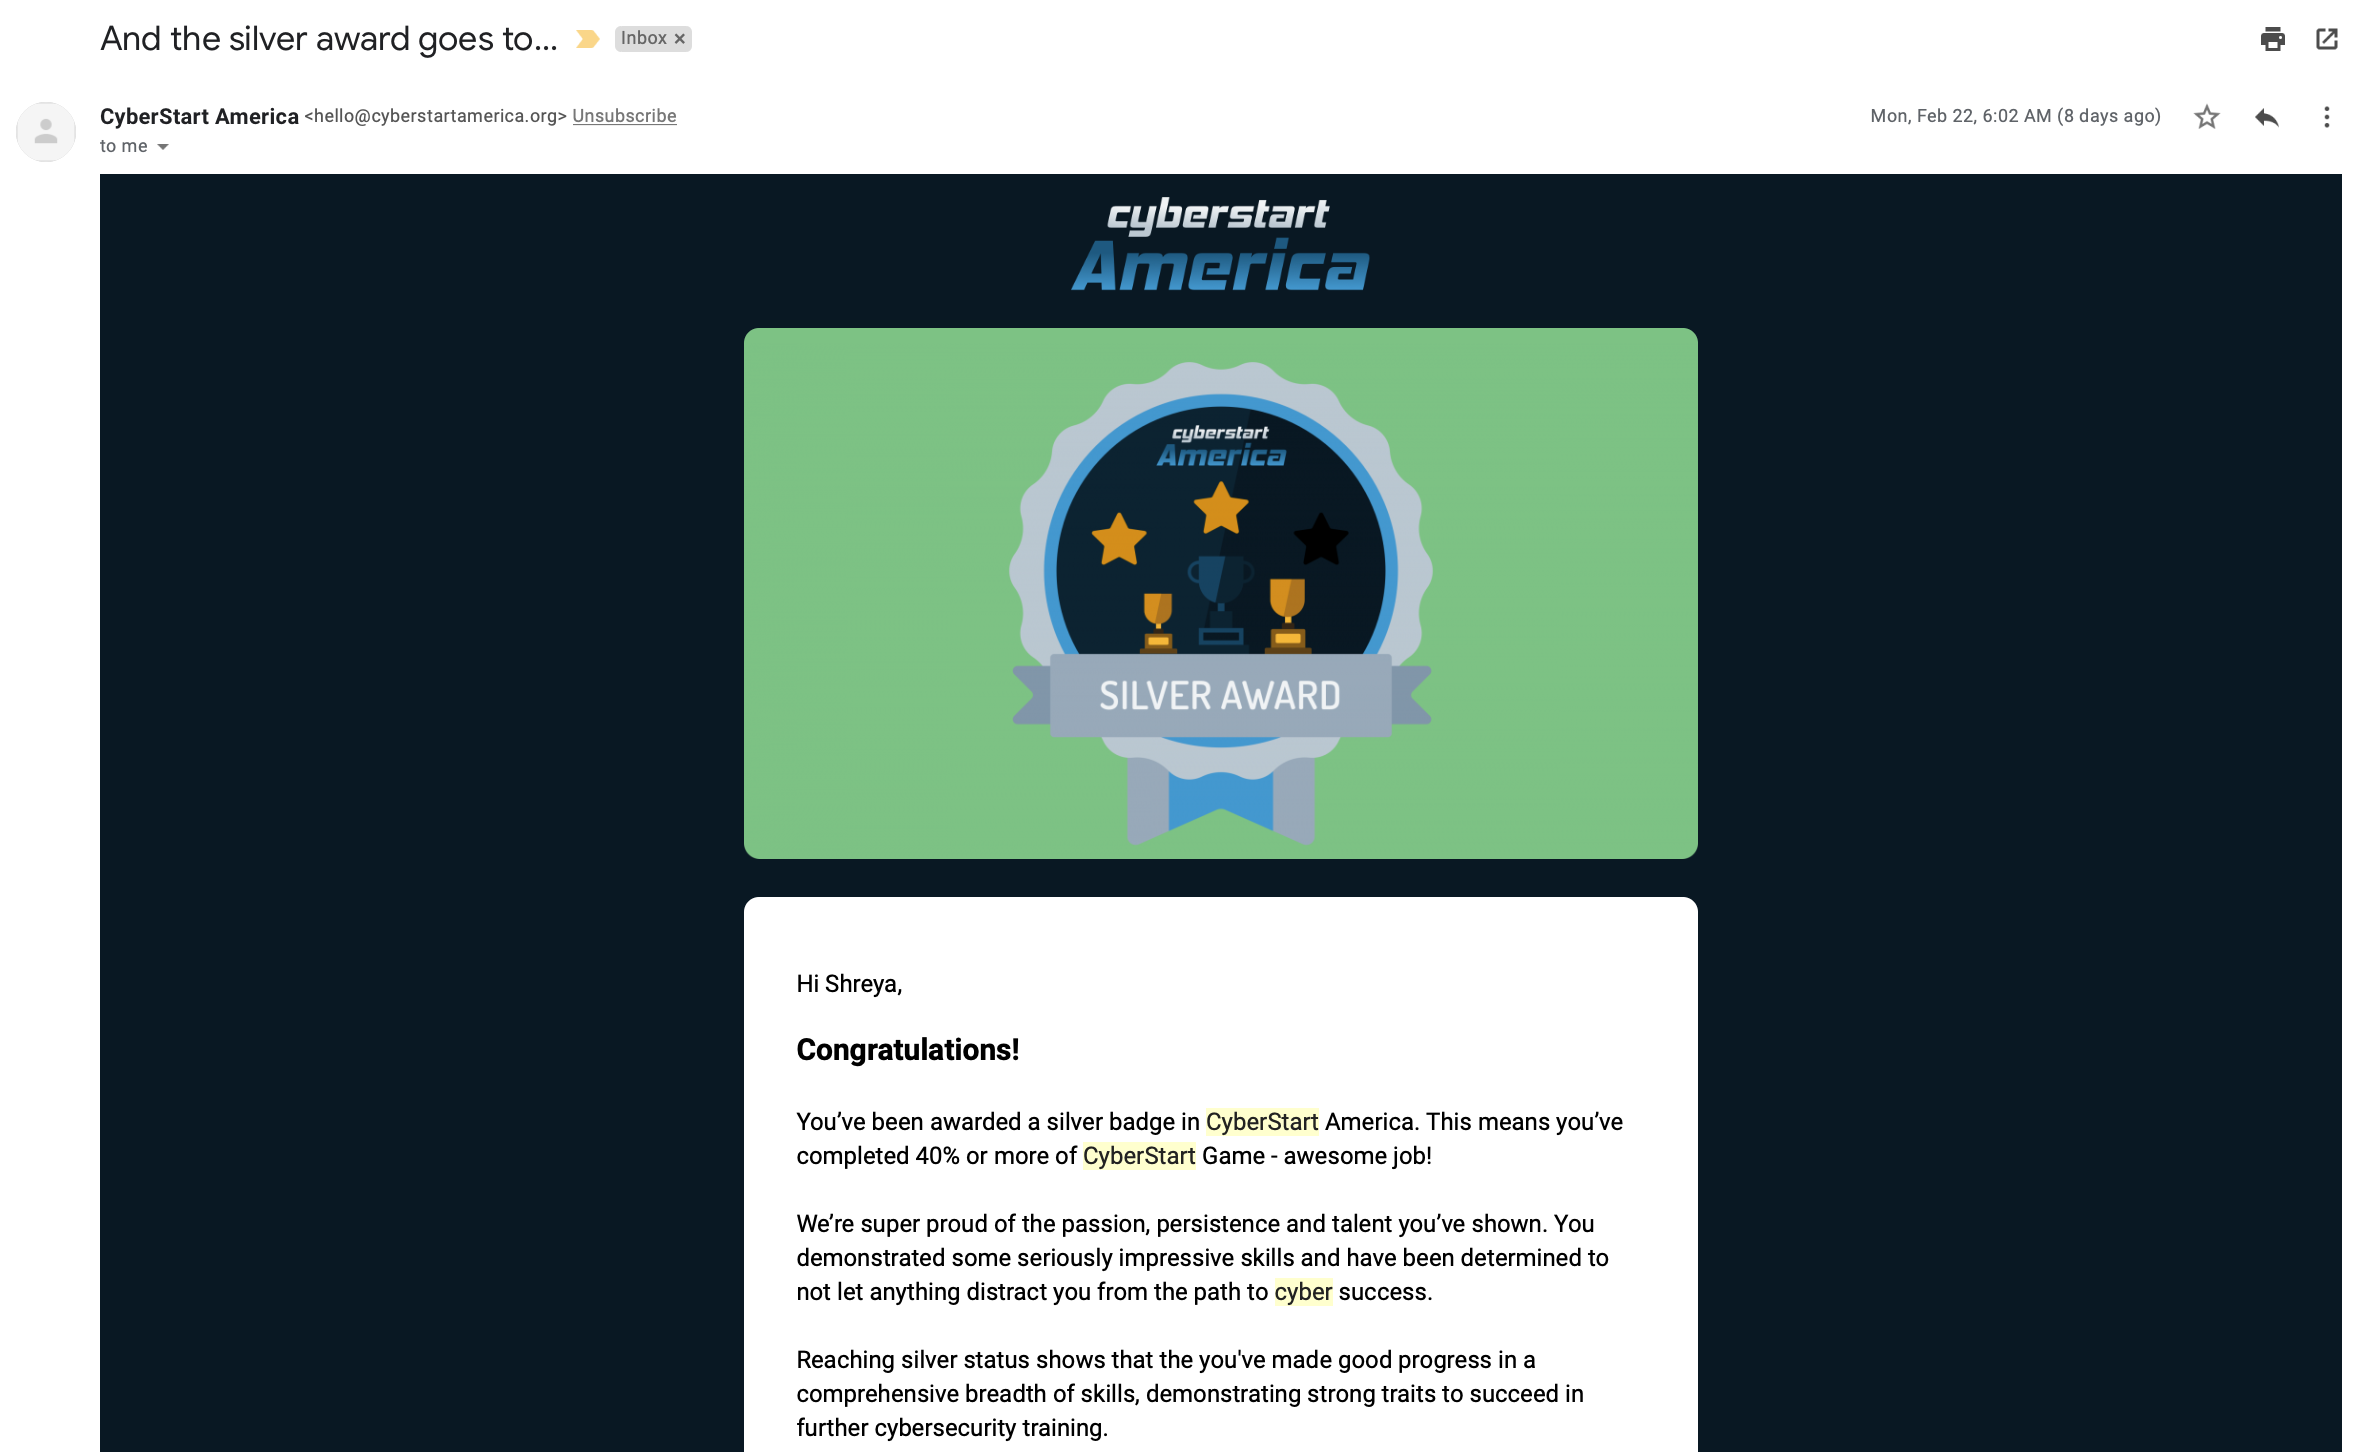 And the silver award goes to...
Inbox ×
CyberStart America <hello@cyberstartamerica.org> Unsubscribe
Mon, Feb 22, 6:02 AM (8 days ago)
to me
cyberstart
America
cyberstart
America
SILVER AWARD
Hi Shreya,
Congratulations!
You’ve been awarded a silver badge in CyberStart America. This means you’ve
completed 40% or more of CyberStart Game - awesome job!
We’re super proud of the passion, persistence and talent you’ve shown. You
demonstrated some seriously impressive skills and have been determined to
not let anything distract you from the path to cyber success.
Reaching silver status shows that the you've made good progress in a
comprehensive breadth of skills, demonstrating strong traits to succeed in
further cybersecurity training.